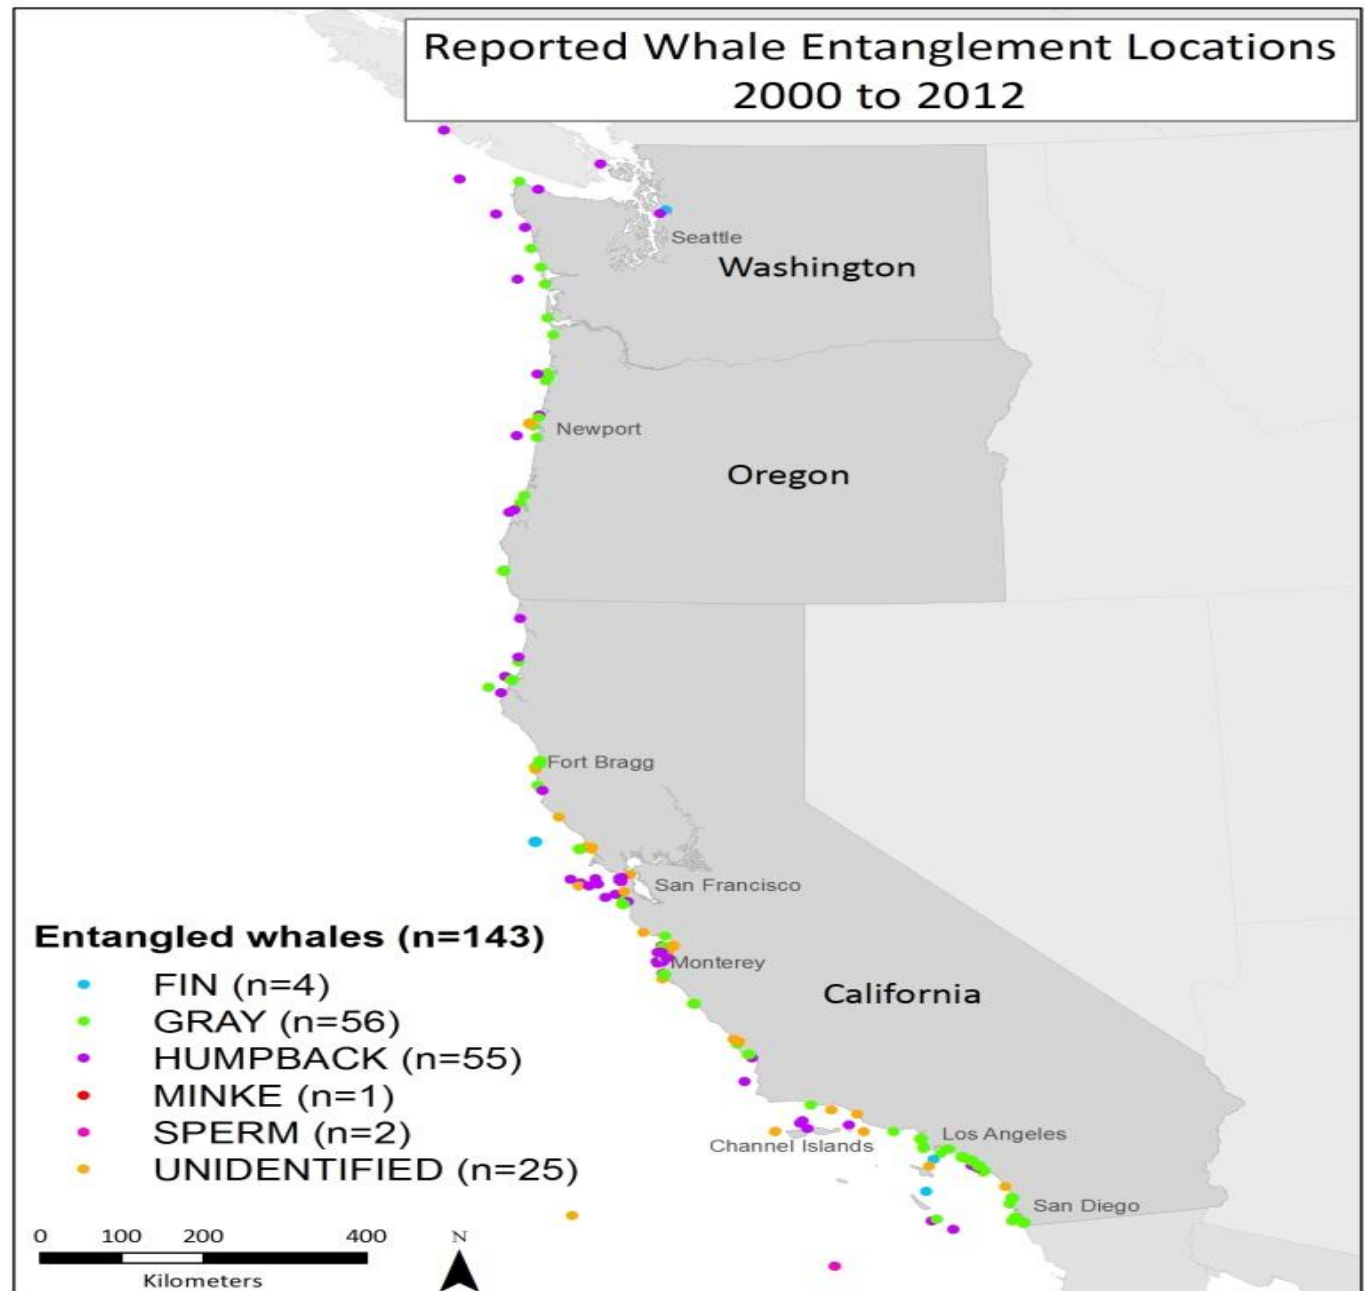 Reported Whale Entanglement Locations
2000 to 2012
Seattle
Washington
Newport
Oregon
Fort Bragg
San Francisco
Monterey
California
Channel Islands
Los Angeles
San Diego
Entangled whales (n=143)
FIN (n=4)
GRAY (n=56)
HUMPBACK (n=55)
MINKE (n=1)
SPERM (n=2)
UNIDENTIFIED (n=25)
0 100 200 400
Kilometers
N